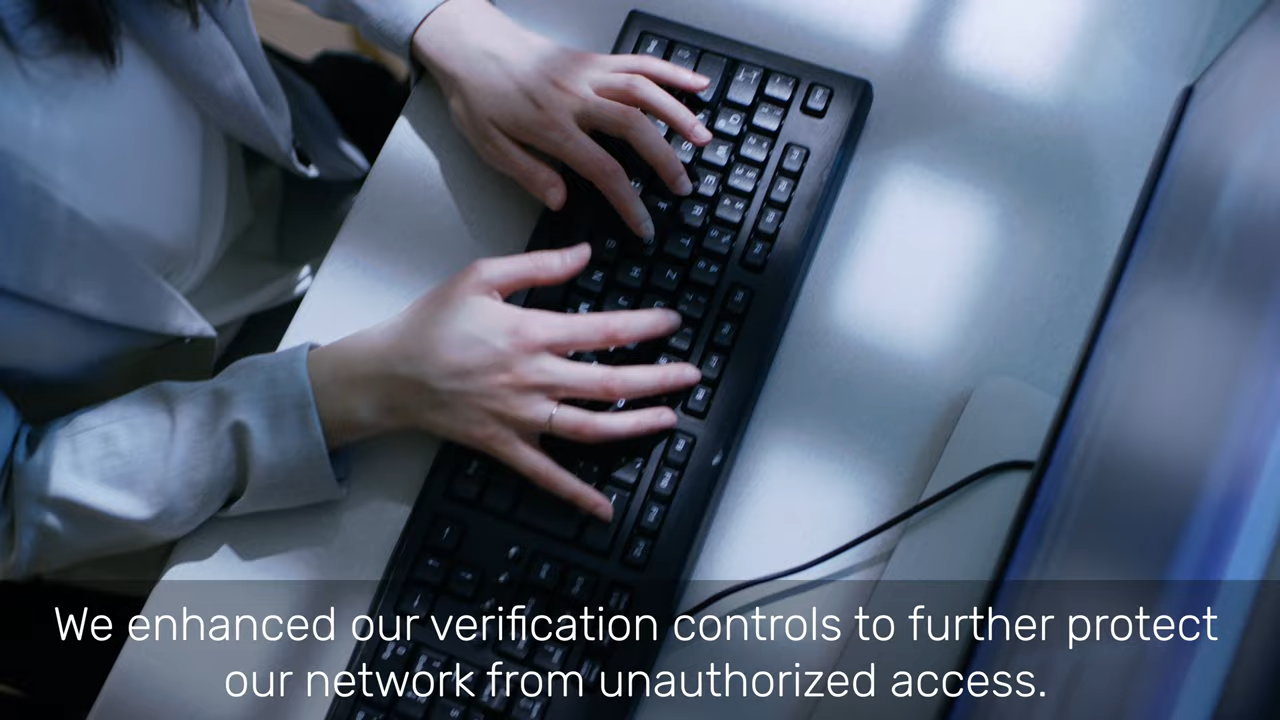 We enhanced our verification controls to further protect
our network from unauthorized access.